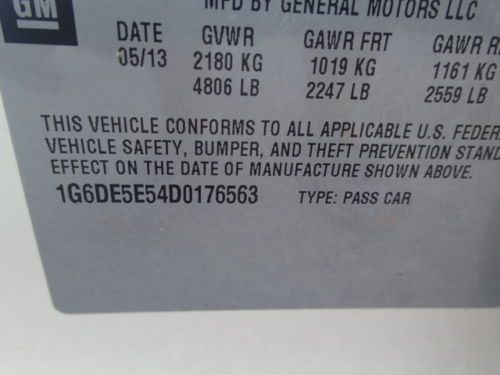 GM
MFD BY GENERAL MOTORS LLC
DATE GVWR GAWR FRT GAWR
05/13 2180 KG 1019 KG 1161 KG
4806 LB 2247 LB 2559 LB
THIS VEHICLE CONFORMS TO ALL APPLICABLE U.S. FEDER
VEHICLE SAFETY, BUMPER, AND THEFT PREVENTION STAND
EFFECT ON THE DATE OF MANUFACTURE SHOWN ABOVE.
1G6DE5E54D0176563 TYPE: PASS CAR